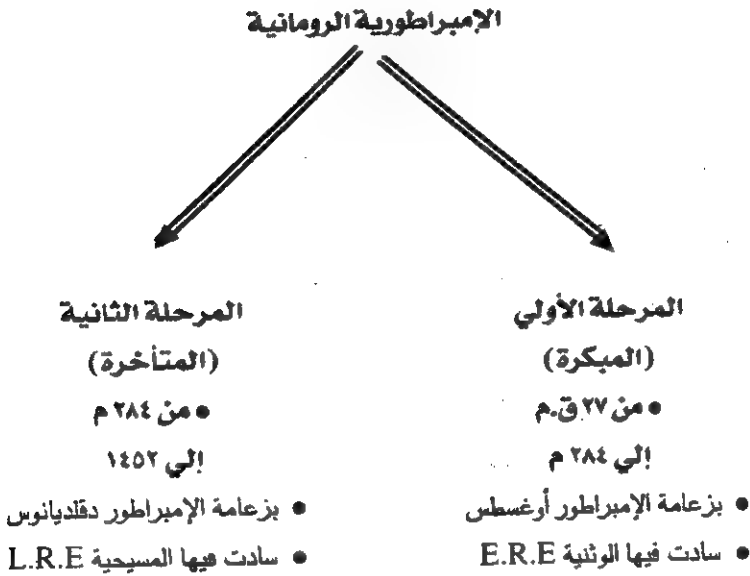 الإمبراطورية الرومانية
المرحلة الأولي
(المبكرة)
● من ٢٧ ق.م
إلي ٢٨٤ م
● بزعامة الإمبراطور أوغسطس
● سادت فيها الوثنية E.R.E
المرحلة الثانية
(المتأخرة)
● من ٢٨٤ م
إلي ١٤٥٢
● بزعامة الإمبراطور دقلديانوس
● سادت فيها المسيحية L.R.E